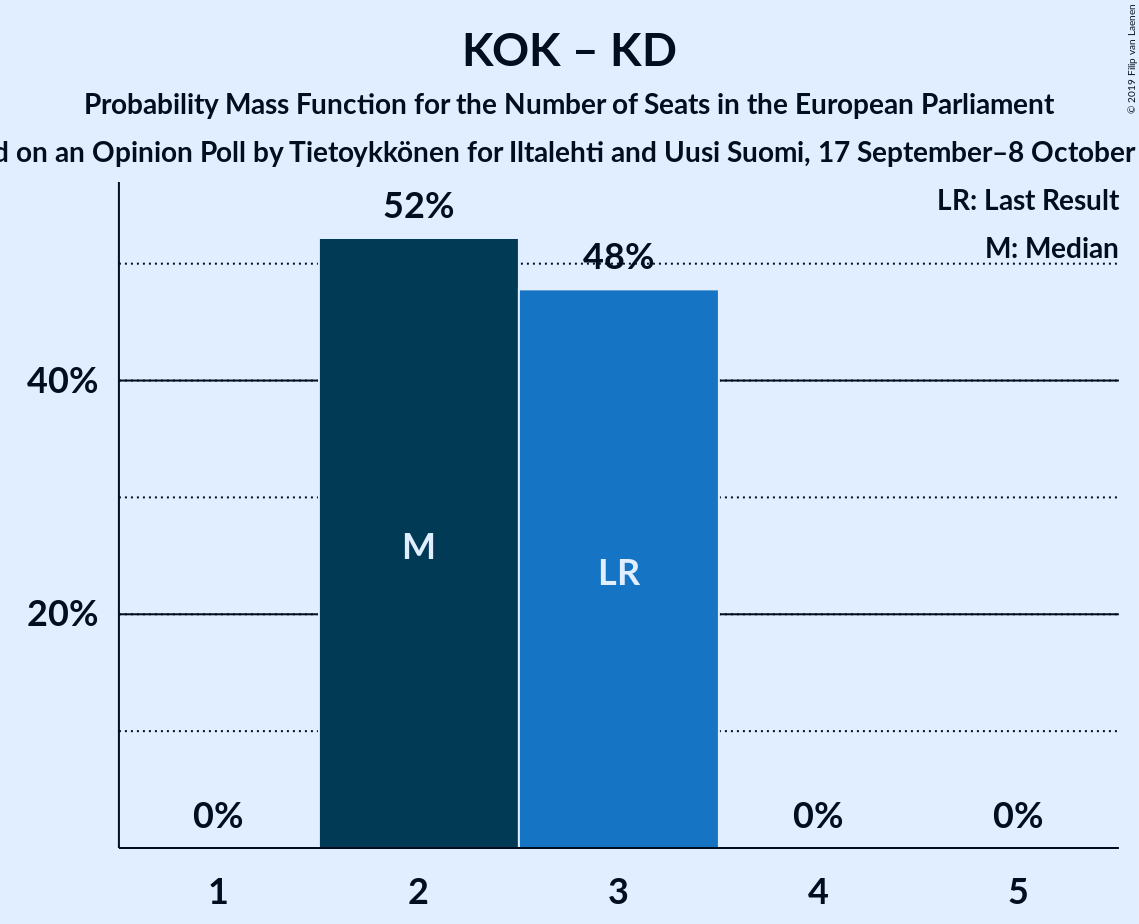 KOK – KD
Probability Mass Function for the Number of Seats in the European Parliament
d on an Opinion Poll by Tietoykkönen for Iltalehti and Uusi Suomi, 17 September–8 October
© 2019 Filip van Laenen
LR: Last Result
M: Median
52%
48%
40%
20%
M
LR
0%
0%
0%
1
2
3
4
5